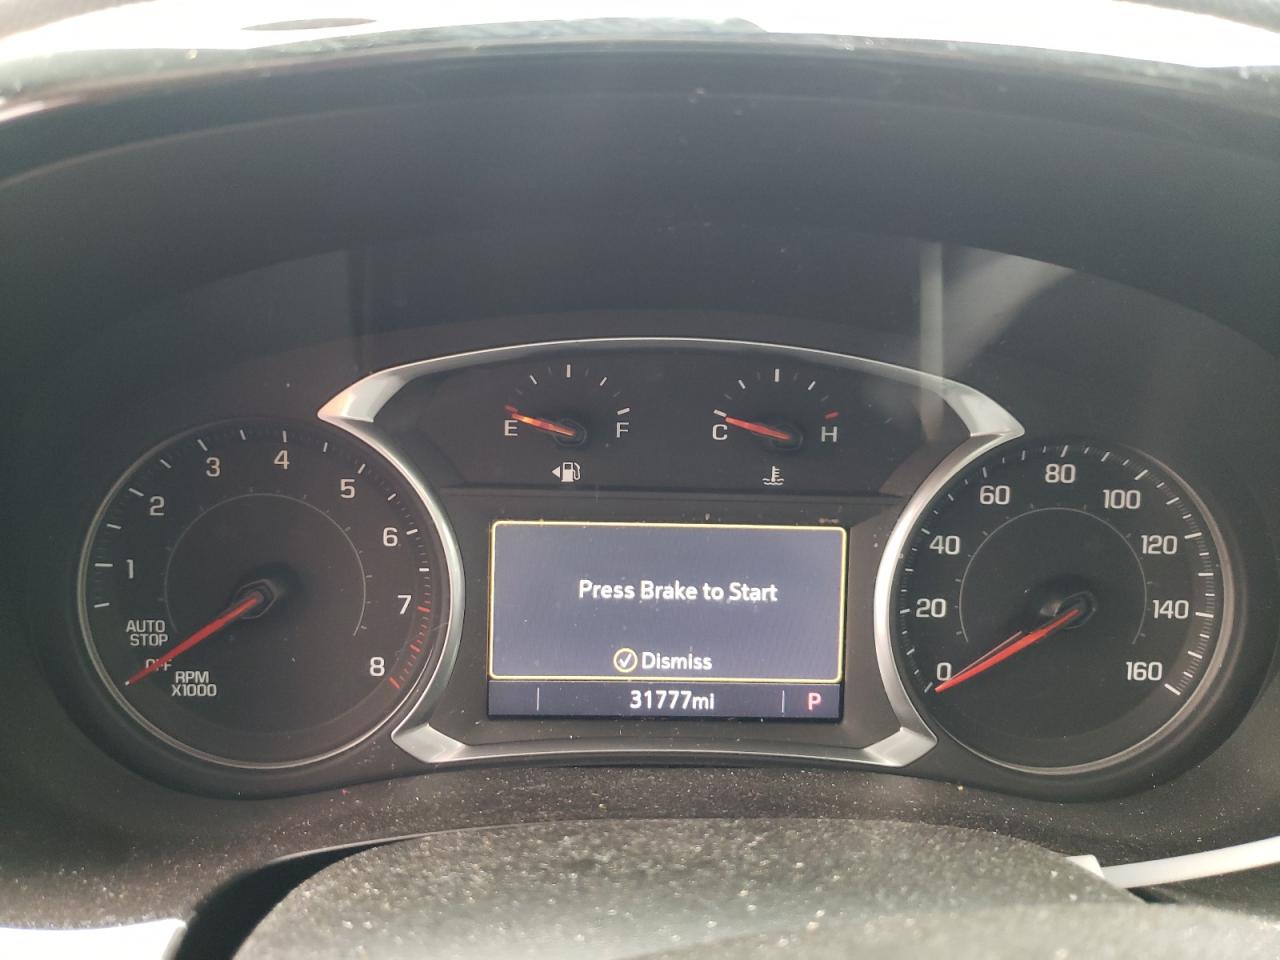 E F
C H
1 2 3 4 5 6 7 8
AUTO
STOP
OFF
RPM
X1000
0 20 40 60 80 100 120 140 160
Press Brake to Start
Dismiss
31777mi P